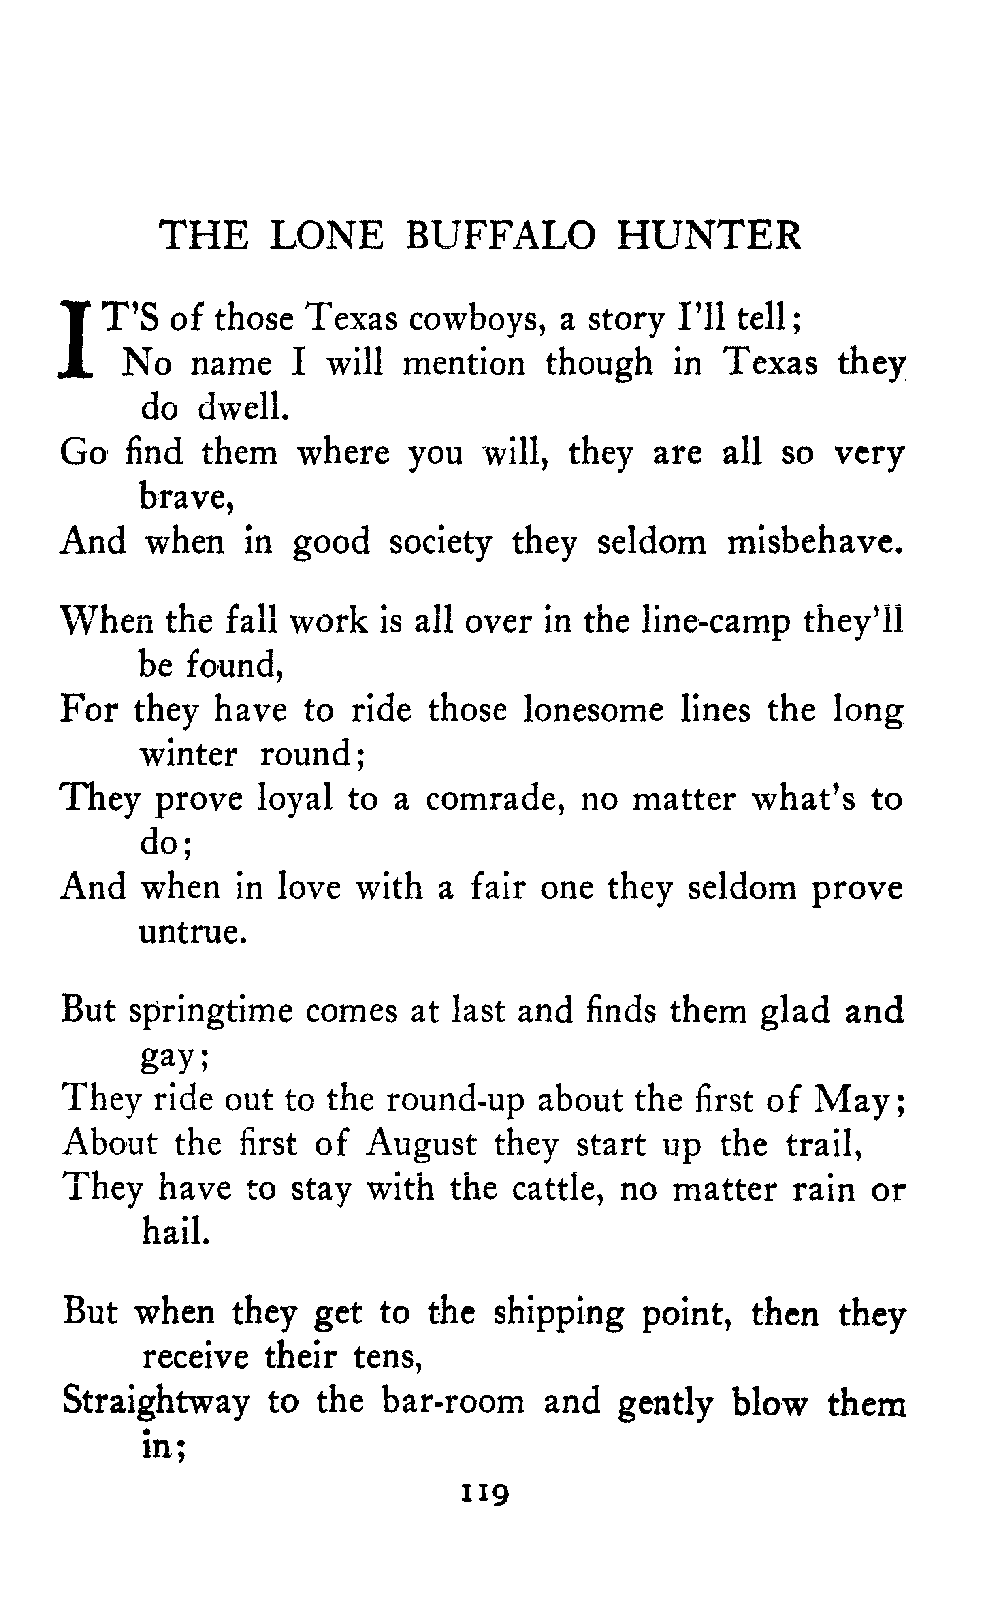 THE LONE BUFFALO HUNTER
IT'S of those Texas cowboys, a story I'll tell;
No name I will mention though in Texas they
do dwell.
Go find them where you will, they are all so very
brave,
And when in good society they seldom misbehave.
When the fall work is all over in the line-camp they'll
be found,
For they have to ride those lonesome lines the long
winter round;
They prove loyal to a comrade, no matter what's to
do;
And when in love with a fair one they seldom prove
untrue.
But springtime comes at last and finds them glad and
gay;
They ride out to the round-up about the first of May;
About the first of August they start up the trail,
They have to stay with the cattle, no matter rain or
hail.
But when they get to the shipping point, then they
receive their tens,
Straightway to the bar-room and gently blow them
in;
119